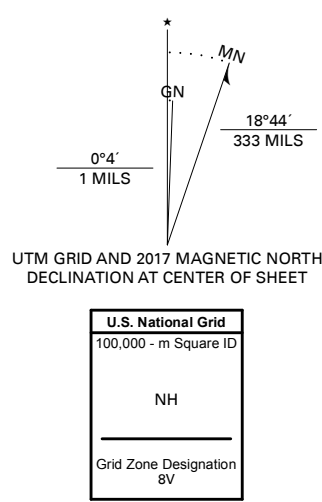 ★
MN
GN
18°44´
333 MILS
0°4´
1 MILS
UTM GRID AND 2017 MAGNETIC NORTH
DECLINATION AT CENTER OF SHEET
U.S. National Grid
100,000 - m Square ID
NH
Grid Zone Designation
8V